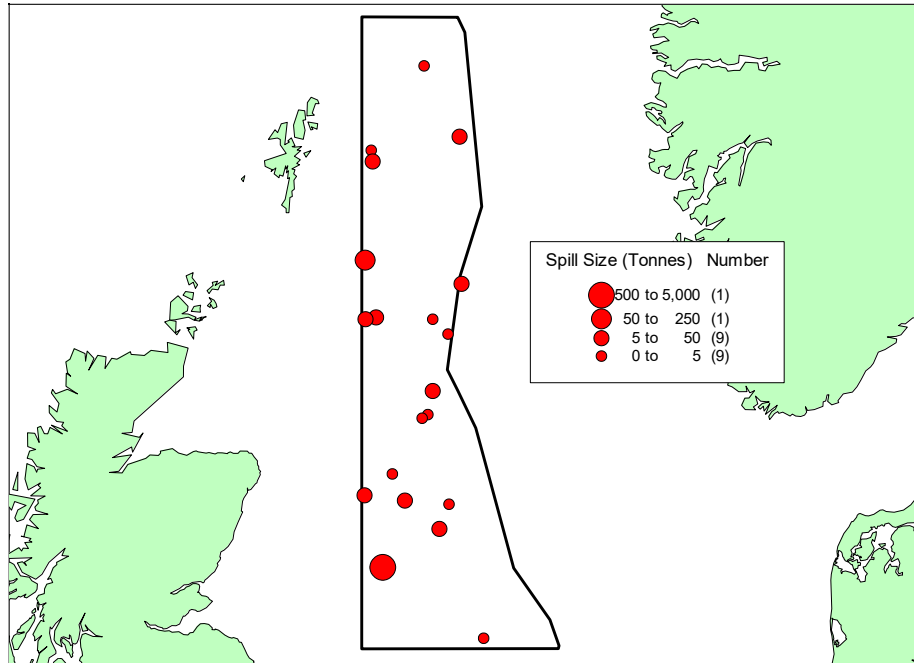 Spill Size (Tonnes) Number
500 to 5,000 (1)
50 to 250 (1)
5 to 50 (9)
0 to 5 (9)